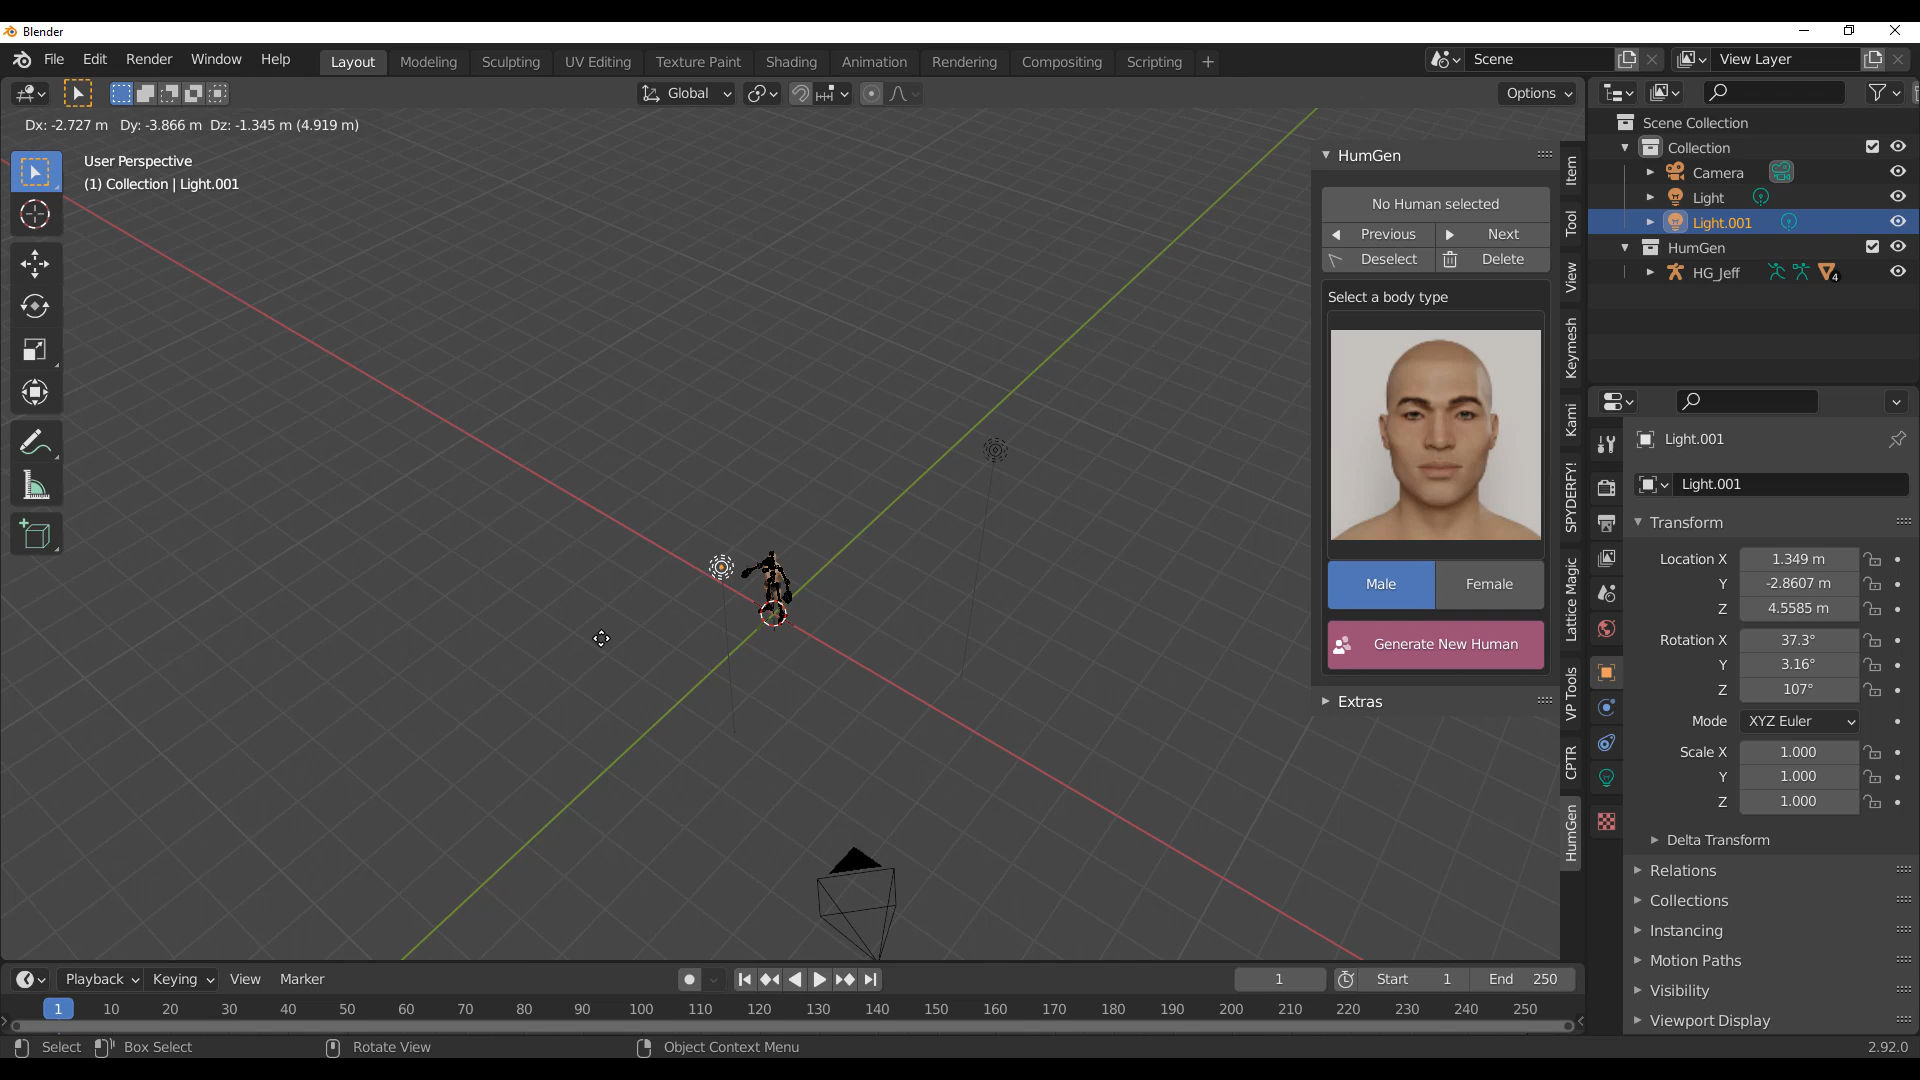 Blender
File Edit Render Window Help Layout Modeling Sculpting UV Editing Texture Paint Shading Animation Rendering Compositing Scripting + Scene View Layer
Global Options
Dx: -2.727 m Dy: -3.866 m Dz: -1.345 m (4.919 m)
User Perspective
(1) Collection | Light.001
HumGen
No Human selected
Previous Next
Deselect Delete
Select a body type
Male Female
Generate New Human
Extras
Item
Tool
View
Keymesh
Kami
SPYDERFY!
Lattice Magic
VP Tools
CPTR
HumGen
Scene Collection
Collection
Camera
Light
Light.001
HumGen
HG_Jeff 4
Light.001
Light.001
Transform
Location X 1.349 m
Y -2.8607 m
Z 4.5585 m
Rotation X 37.3°
Y 3.16°
Z 107°
Mode XYZ Euler
Scale X 1.000
Y 1.000
Z 1.000
Delta Transform
Relations
Collections
Instancing
Motion Paths
Visibility
Viewport Display
Playback Keying View Marker 1 Start 1 End 250
1 10 20 30 40 50 60 70 80 90 100 110 120 130 140 150 160 170 180 190 200 210 220 230 240 250
Select Box Select Rotate View Object Context Menu 2.92.0